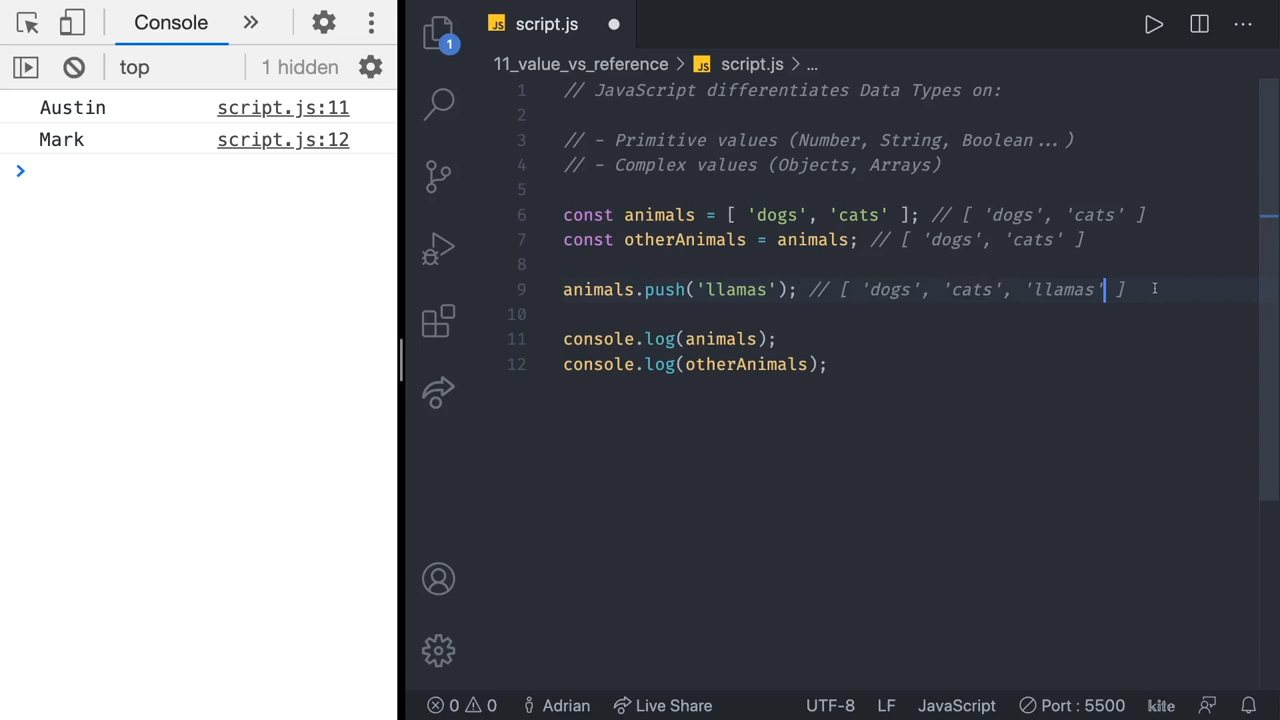 Console
top
1 hidden
Austin script.js:11
Mark script.js:12
1
JS script.js
11_value_vs_reference > JS script.js > ...
1 // JavaScript differentiates Data Types on:
2
3 // - Primitive values (Number, String, Boolean...)
4 // - Complex values (Objects, Arrays)
5
6 const animals = [ 'dogs', 'cats' ]; // [ 'dogs', 'cats' ]
7 const otherAnimals = animals; // [ 'dogs', 'cats' ]
8
9 animals.push('llamas'); // [ 'dogs', 'cats', 'llamas' ]
10
11 console.log(animals);
12 console.log(otherAnimals);
0 0 Adrian Live Share UTF-8 LF JavaScript Port : 5500 kite